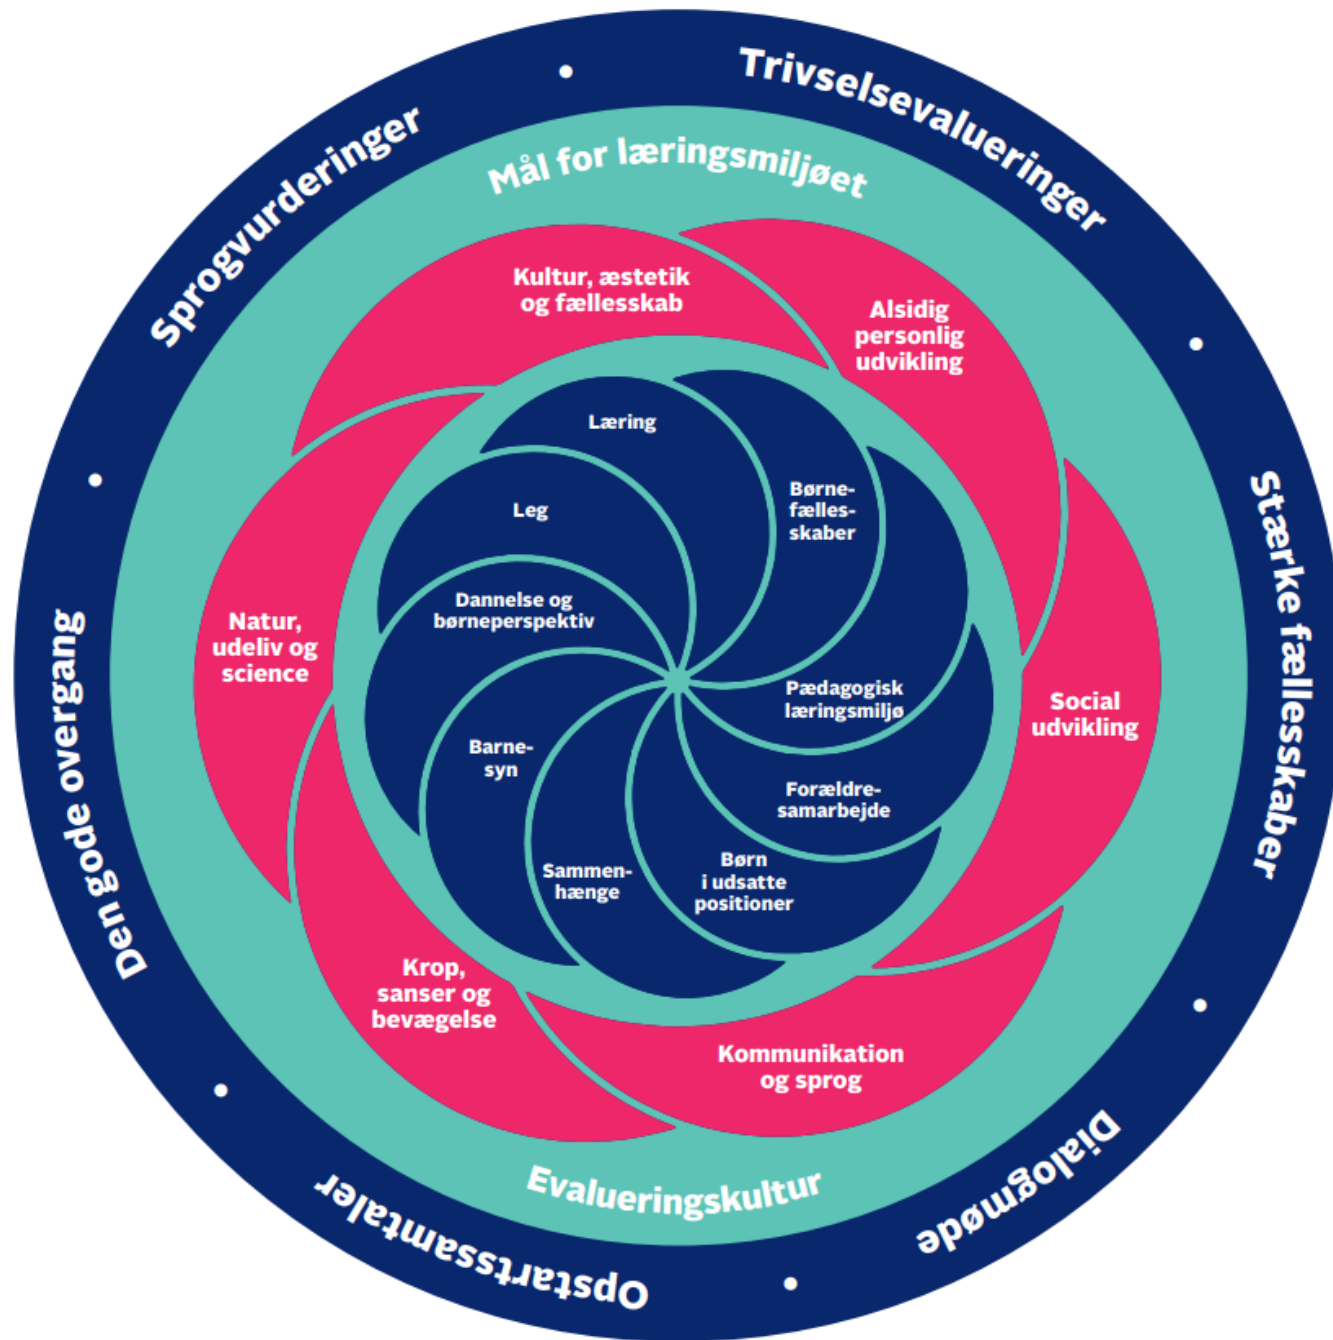 Sprogvurderinger
Trivselsevalueringer
Stærke fællesskaber
Dialogmøde
Opstartssamtaler
Den gode overgang
Mål for læringsmiljøet
Kultur, æstetik
og fællesskab
Alsidig
personlig
udvikling
Social
udvikling
Kommunikation
og sprog
Krop,
sanser og
bevægelse
Natur,
udeliv og
science
Læring
Børne-
fælles-
skaber
Pædagogisk
læringsmiljø
Forældre-
samarbejde
Børn
i udsatte
positioner
Sammen-
hænge
Barne-
syn
Dannelse og
børneperspektiv
Leg
Evalueringskultur